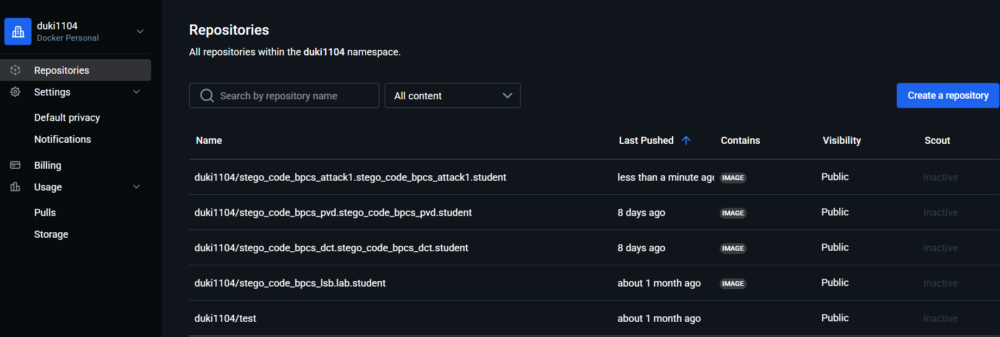 duki1104
Docker Personal
Repositories
Settings
Default privacy
Notifications
Billing
Usage
Pulls
Storage
Repositories
All repositories within the duki1104 namespace.
Search by repository name
All content
Create a repository
Name Last Pushed Contains Visibility Scout
duki1104/stego_code_bpcs_attack1.stego_code_bpcs_attack1.student less than a minute ago IMAGE Public Inactive
duki1104/stego_code_bpcs_pvd.stego_code_bpcs_pvd.student 8 days ago IMAGE Public Inactive
duki1104/stego_code_bpcs_dct.stego_code_bpcs_dct.student 8 days ago IMAGE Public Inactive
duki1104/stego_code_bpcs_lsb.lab.student about 1 month ago IMAGE Public Inactive
duki1104/test about 1 month ago Public Inactive